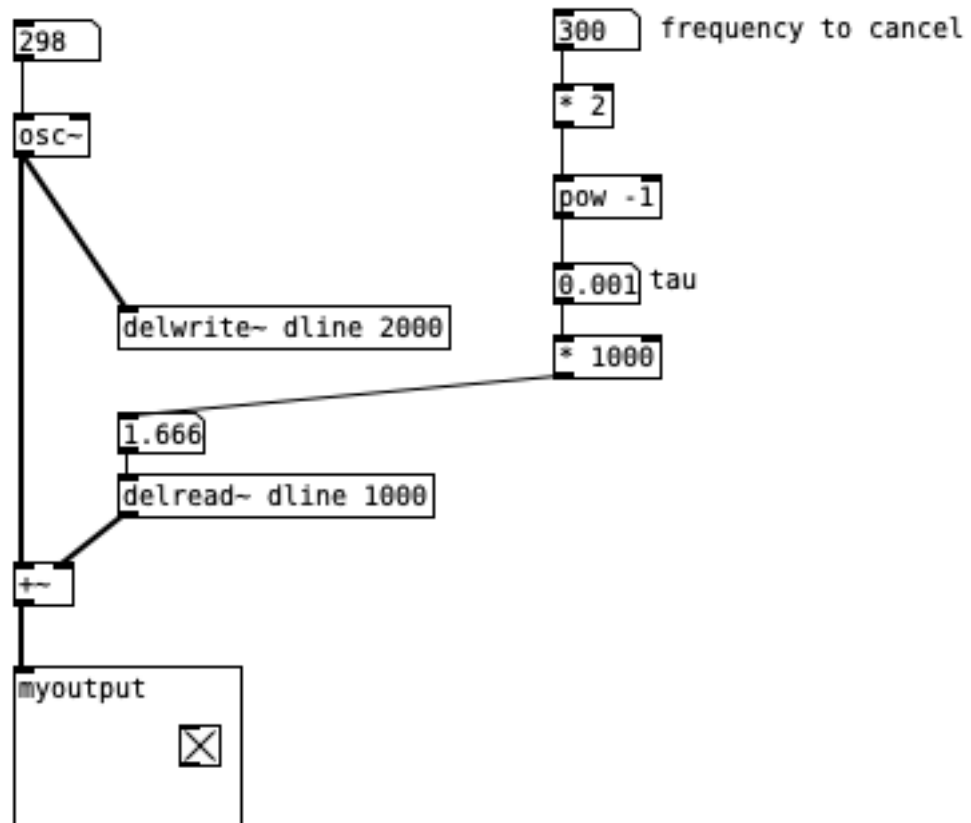 298
300 frequency to cancel
* 2
osc~
pow -1
0.001 tau
delwrite~ dline 2000
* 1000
1.666
delread~ dline 1000
+~
myoutput